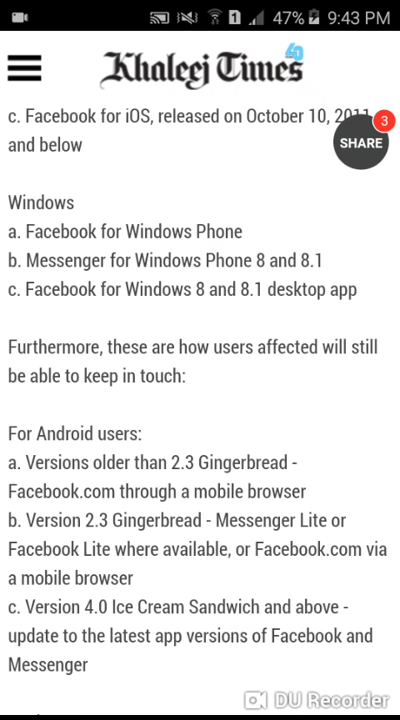 1 47% 9:43 PM
Khaleej Times
c. Facebook for iOS, released on October 10, 2011
and below
3
SHARE
Windows
a. Facebook for Windows Phone
b. Messenger for Windows Phone 8 and 8.1
c. Facebook for Windows 8 and 8.1 desktop app
Furthermore, these are how users affected will still
be able to keep in touch:
For Android users:
a. Versions older than 2.3 Gingerbread -
Facebook.com through a mobile browser
b. Version 2.3 Gingerbread - Messenger Lite or
Facebook Lite where available, or Facebook.com via
a mobile browser
c. Version 4.0 Ice Cream Sandwich and above -
update to the latest app versions of Facebook and
Messenger
DU Recorder